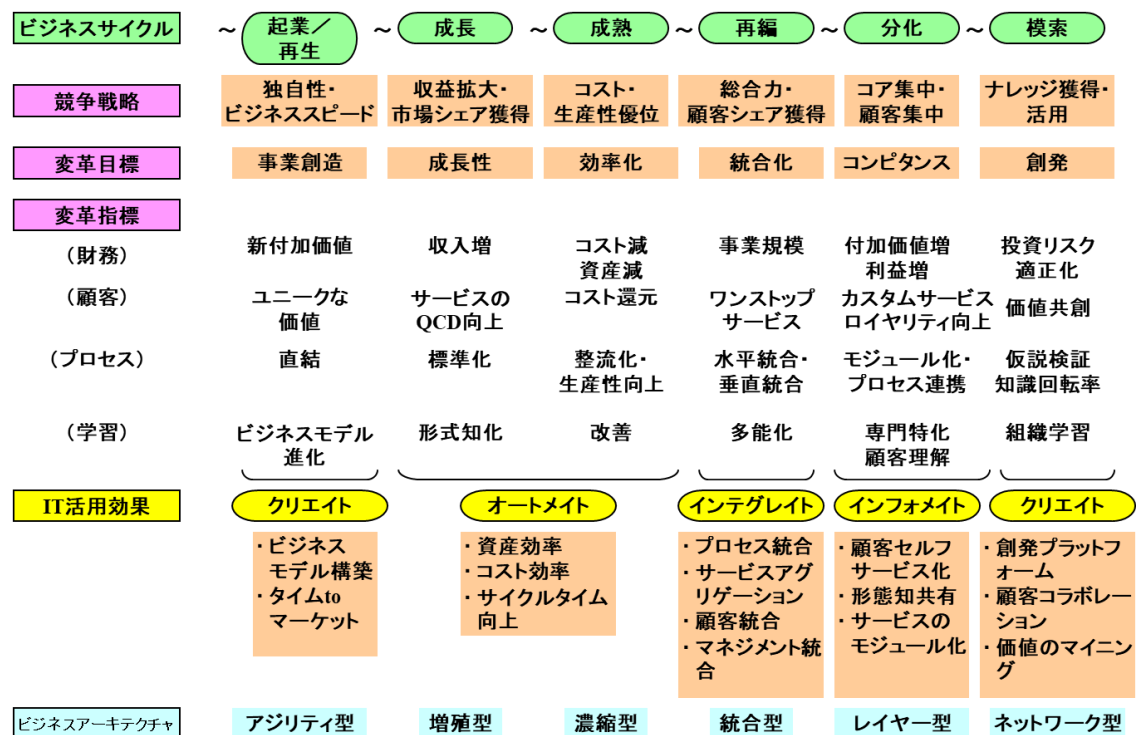 ビジネスサイクル ~ 起業/再生 ~ 成長 ~ 成熟 ~ 再編 ~ 分化 ~ 模索
競争戦略
独自性・
ビジネススピード
収益拡大・
市場シェア獲得
コスト・
生産性優位
総合力・
顧客シェア獲得
コア集中・
顧客集中
ナレッジ獲得・
活用
変革目標 事業創造 成長性 効率化 統合化 コンピタンス 創発
変革指標
(財務)
新付加価値
収入増
コスト減
資産減
事業規模
付加価値増
利益増
投資リスク
適正化
(顧客)
ユニークな
価値
サービスの
QCD向上
コスト還元
ワンストップ
サービス
カスタムサービス
ロイヤリティ向上
価値共創
(プロセス)
直結
標準化
整流化・
生産性向上
水平統合・
垂直統合
モジュール化・
プロセス連携
仮説検証
知識回転率
(学習)
ビジネスモデル
進化
形式知化
改善
多能化
専門特化
顧客理解
組織学習
IT活用効果 クリエイト オートメイト インテグレイト インフォメイト クリエイト
・ビジネス
モデル構築
・タイムto
マーケット
・資産効率
・コスト効率
・サイクルタイム
向上
・プロセス統合
・サービスアグ
リゲーション
・顧客統合
・マネジメント統
合
・顧客セルフ
サービス化
・形態知共有
・サービスの
モジュール化
・創発プラットフ
ォーム
・顧客コラボレー
ション
・価値のマイニン
グ
ビジネスアーキテクチャ アジリティ型 増殖型 濃縮型 統合型 レイヤー型 ネットワーク型